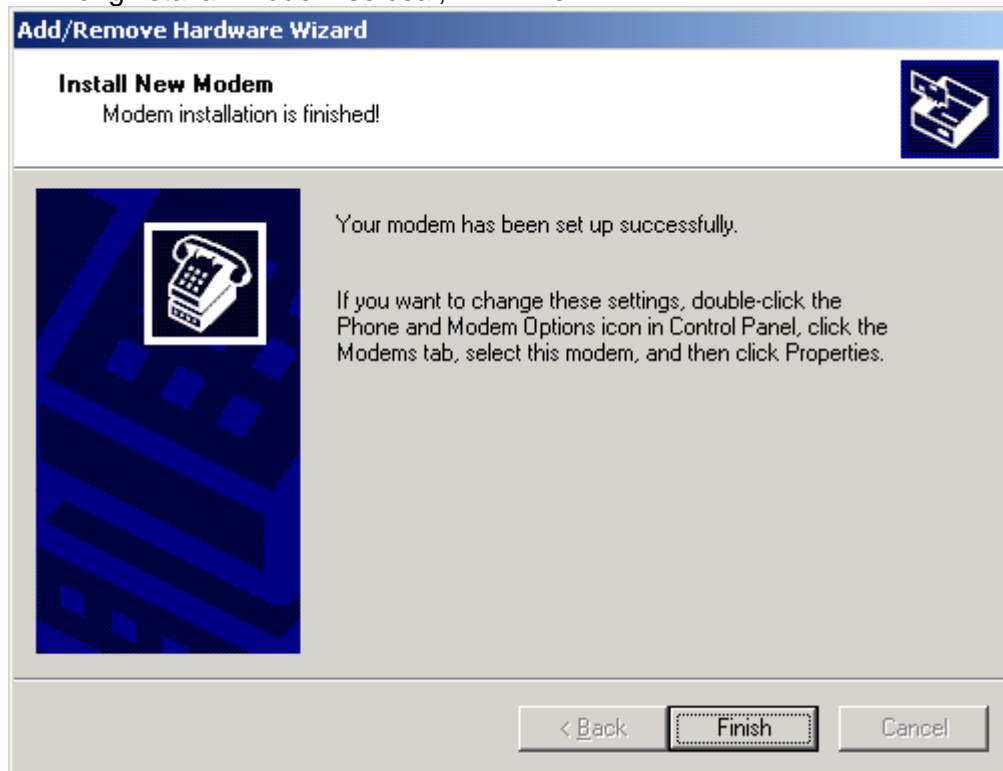 Add/Remove Hardware Wizard
Install New Modem
Modem installation is finished!
Your modem has been set up successfully.
If you want to change these settings, double-click the
Phone and Modem Options icon in Control Panel, click the
Modems tab, select this modem, and then click Properties.
< Back
Finish
Cancel